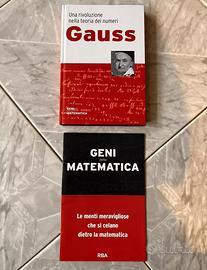 Una rivoluzione
nella teoria dei numeri
Gauss
GENI
MATEMATICA
GENI
MATEMATICA
Le menti meravigliose
che si celano
dietro la matematica
RBA